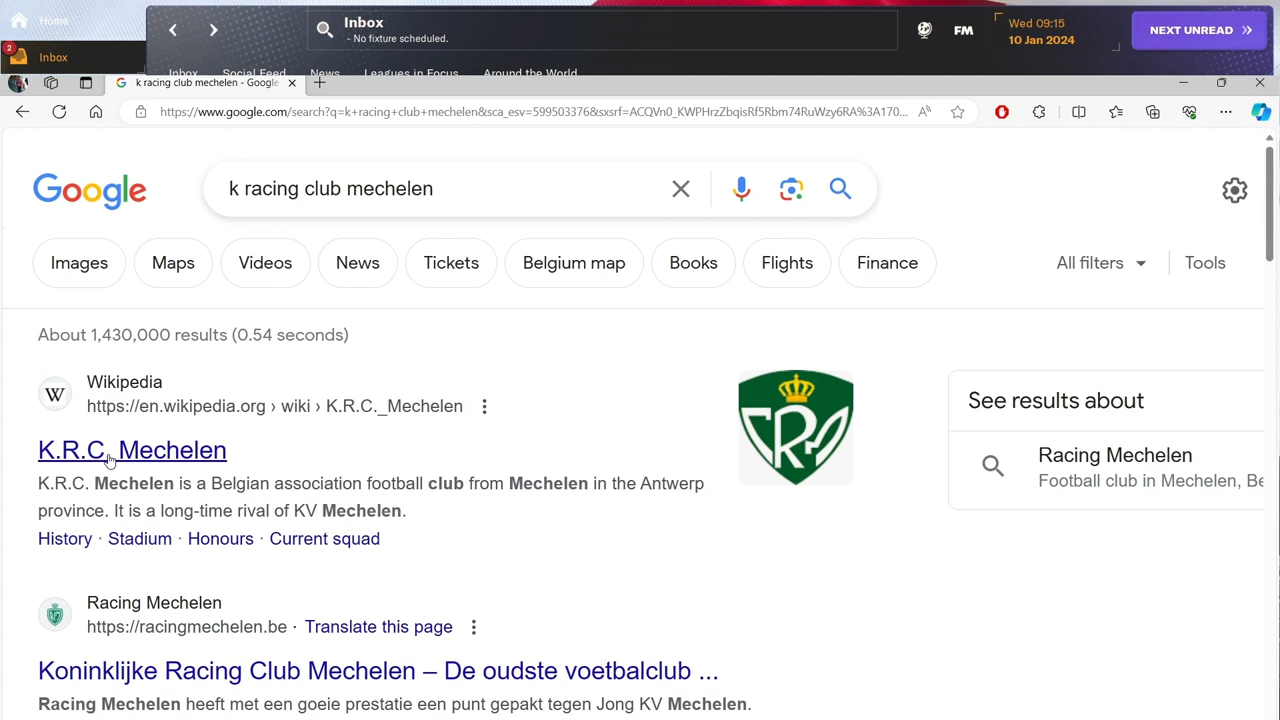 Home
Inbox
- No fixture scheduled.
FM
Wed 09:15
10 Jan 2024
NEXT UNREAD
2
Inbox
Inbox Social Feed News Leagues in Focus Around the World
k racing club mechelen - Google
https://www.google.com/search?q=k+racing+club+mechelen&sca_esv=599503376&sxsrf=ACQVn0_KWPHrzZbqisRf5Rbm74RuWzy6RA%3A170...
Google
k racing club mechelen
Images Maps Videos News Tickets Belgium map Books Flights Finance All filters Tools
About 1,430,000 results (0.54 seconds)
W
Wikipedia
https://en.wikipedia.org › wiki › K.R.C._Mechelen
K.R.C. Mechelen
K.R.C. Mechelen is a Belgian association football club from Mechelen in the Antwerp
province. It is a long-time rival of KV Mechelen.
History · Stadium · Honours · Current squad
See results about
Racing Mechelen
Football club in Mechelen, Be
Racing Mechelen
https://racingmechelen.be · Translate this page
Koninklijke Racing Club Mechelen – De oudste voetbalclub ...
Racing Mechelen heeft met een goeie prestatie een punt gepakt tegen Jong KV Mechelen.